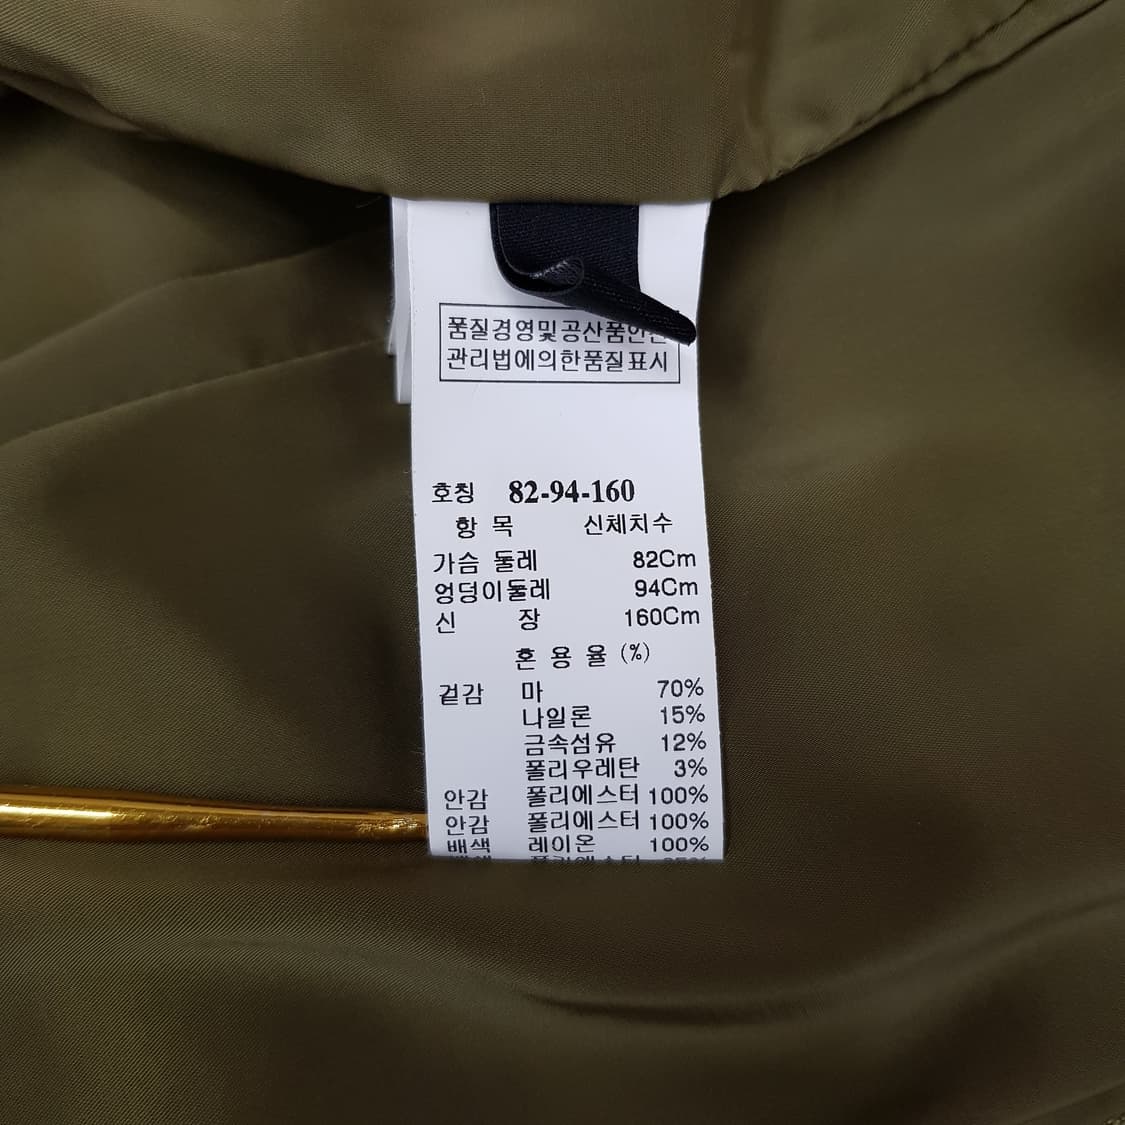 품질경영및공산품안전
관리법에의한품질표시
호칭 82-94-160
항 목 신체치수
가슴 둘레 82Cm
엉덩이둘레 94Cm
신 장 160Cm
혼 용 율 (%)
겉감 마 70%
나일론 15%
금속섬유 12%
폴리우레탄 3%
안감 폴리에스터 100%
안감 폴리에스터 100%
배색 레이온 100%